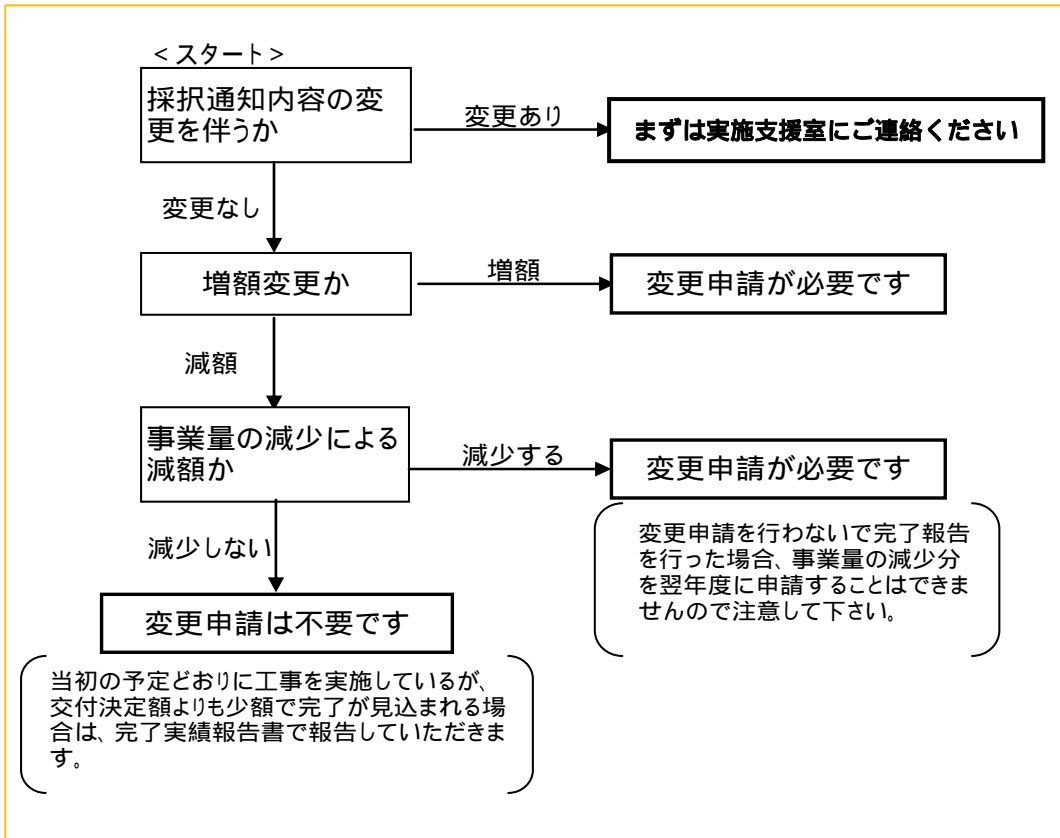 ＜スタート＞
採択通知内容の変
更を伴うか
変更あり
まずは実施支援室にご連絡ください
変更なし
増額変更か
増額
変更申請が必要です
減額
事業量の減少による
減額か
減少する
変更申請が必要です
変更申請を行わないで完了報告
を行った場合、事業量の減少分
を翌年度に申請することはできま
せんので注意して下さい。
減少しない
変更申請は不要です
当初の予定どおりに工事を実施しているが、
交付決定額よりも少額で完了が見込まれる場
合は、完了実績報告書で報告していただきま
す。